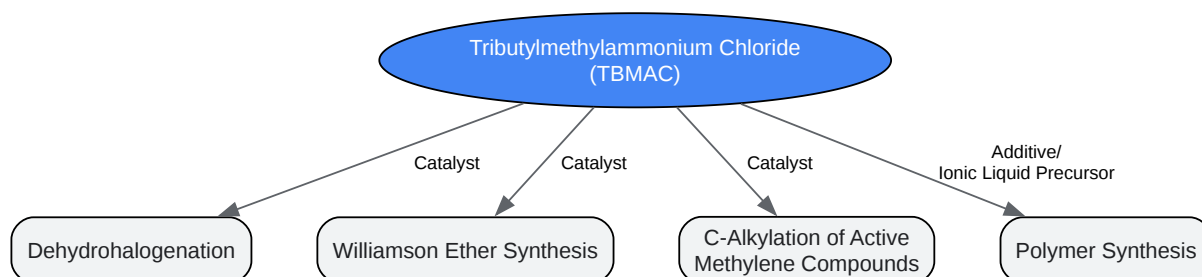 Tributylmethylammonium Chloride
(TBMAC)
Catalyst
Catalyst
Catalyst
Additive/
Ionic Liquid Precursor
Dehydrohalogenation
Williamson Ether Synthesis
C-Alkylation of Active
Methylene Compounds
Polymer Synthesis